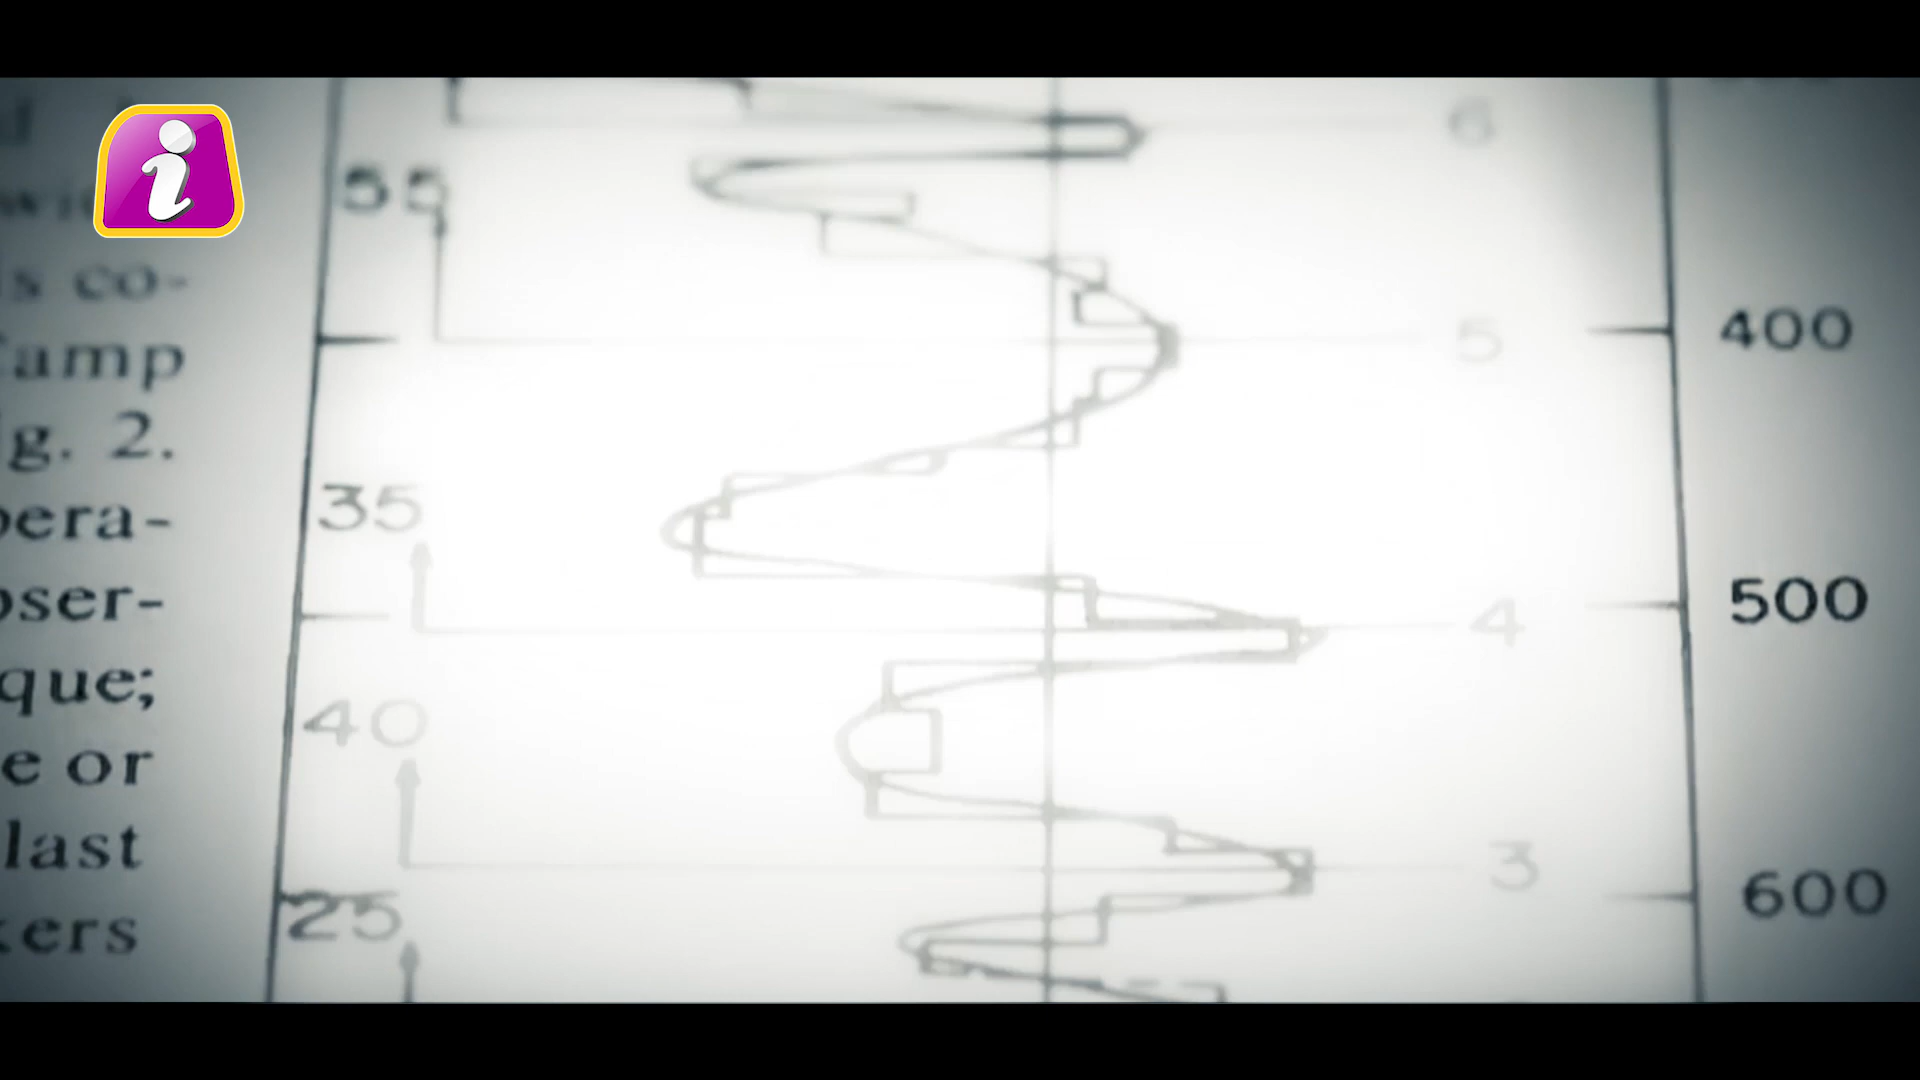 i
s co-
amp
g. 2.
pera-
oser-
que;
e or
last
kers
55
35
40
25
6
5
4
3
400
500
600